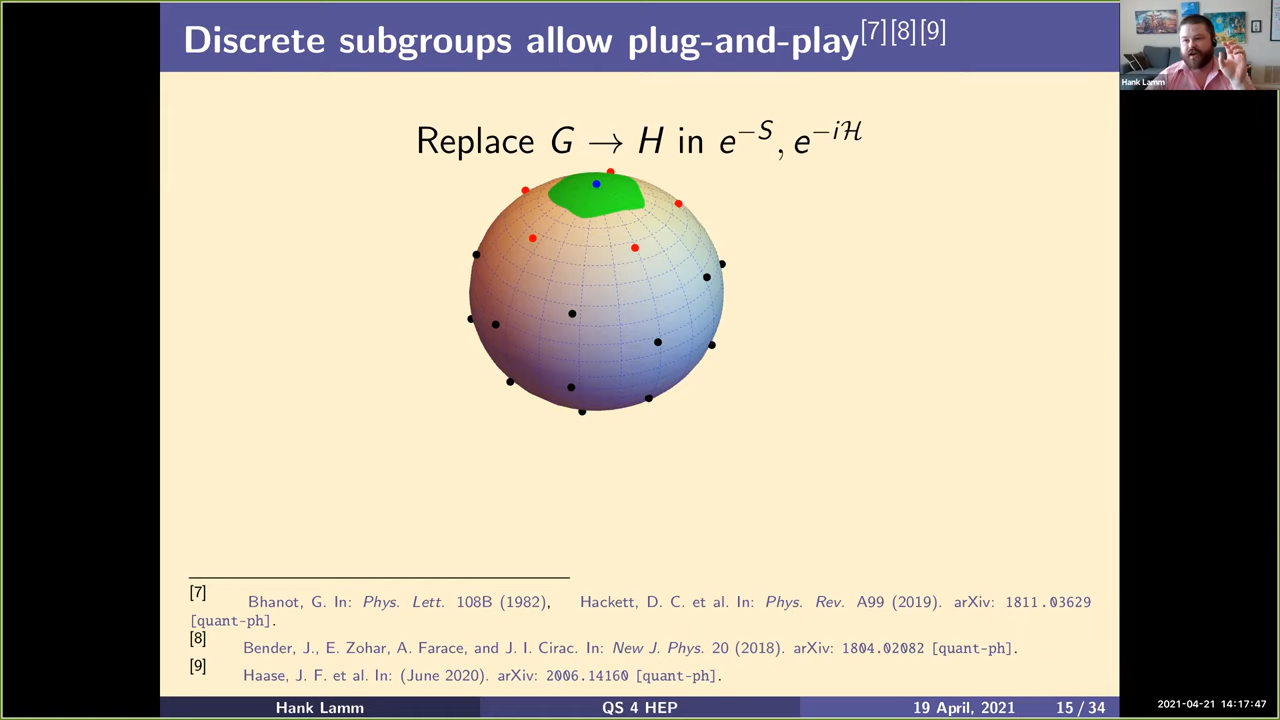 Discrete subgroups allow plug-and-play[7][8][9]
Hank Lamm
Replace G → H in e^{−S}, e^{−iℋ}
[7] Bhanot, G. In: Phys. Lett. 108B (1982), Hackett, D. C. et al. In: Phys. Rev. A99 (2019). arXiv: 1811.03629
[quant-ph].
[8] Bender, J., E. Zohar, A. Farace, and J. I. Cirac. In: New J. Phys. 20 (2018). arXiv: 1804.02082 [quant-ph].
[9] Haase, J. F. et al. In: (June 2020). arXiv: 2006.14160 [quant-ph].
Hank Lamm QS 4 HEP 19 April, 2021 15 / 34
2021-04-21 14:17:47